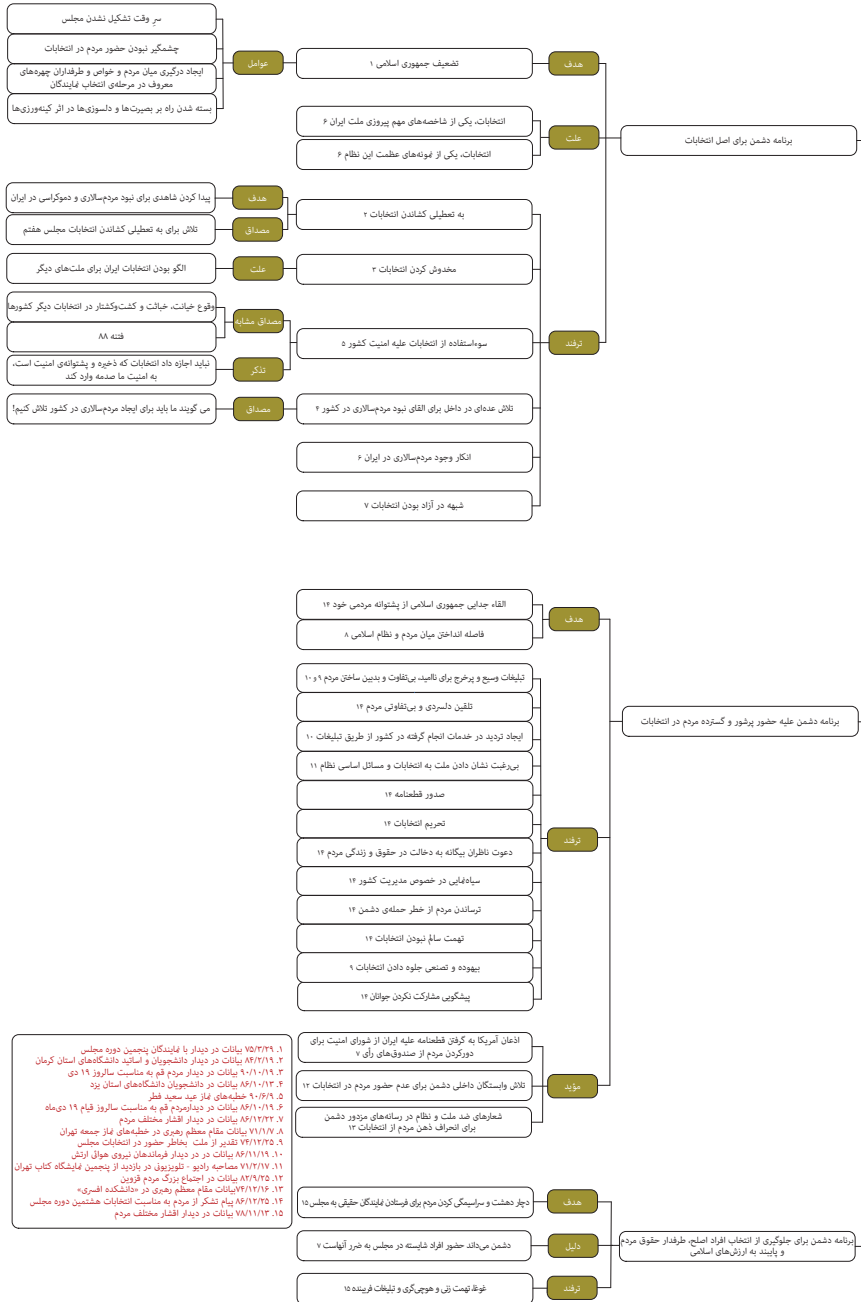 برنامه دشمن برای اصل انتخابات
هدف
تضعیف جمهوری اسلامی ۱
عوامل
سرِ وقت تشکیل نشدن مجلس
چشمگیر نبودن حضور مردم در انتخابات
ایجاد درگیری میان مردم و خواص و طرفداران چهره‌های
معروف در مرحله‌ی انتخاب نمایندگان
بسته شدن راه بر بصیرت‌ها و دلسوزی‌ها در اثر کینه‌ورزی‌ها
علت
انتخابات، یکی از شاخصه‌های مهم پیروزی ملت ایران ۶
انتخابات، یکی از نمونه‌های عظمت این نظام ۶
ترفند
به تعطیلی کشاندن انتخابات ۲
هدف
پیدا کردن شاهدی برای نبود مردم‌سالاری و دموکراسی در ایران
مصداق
تلاش برای به تعطیلی کشاندن انتخابات مجلس هفتم
مخدوش کردن انتخابات ۳
علت
الگو بودن انتخابات ایران برای ملت‌های دیگر
سوءاستفاده از انتخابات علیه امنیت کشور ۵
مصداق مشابه
وقوع خیانت، خباثت و کشت‌وکشتار در انتخابات دیگر کشورها
فتنه ۸۸
تذکر
نباید اجازه داد انتخابات که ذخیره و پشتوانه‌ی امنیت است،
به امنیت ما صدمه وارد کند
تلاش عده‌ای در داخل برای القای نبود مردم‌سالاری در کشور ۴
مصداق
می گویند ما باید برای ایجاد مردم‌سالاری در کشور تلاش کنیم!
انکار وجود مردم‌سالاری در ایران ۶
شبهه در آزاد بودن انتخابات ۷
برنامه دشمن علیه حضور پرشور و گسترده مردم در انتخابات
هدف
القاء جدایی جمهوری اسلامی از پشتوانه مردمی خود ۱۴
فاصله انداختن میان مردم و نظام اسلامی ۸
ترفند
تبلیغات وسیع و پرخرج برای ناامید، بی‌تفاوت و بدبین ساختن مردم ۹ و ۱۰
تلقین دلسردی و بی‌تفاوتی مردم ۱۴
ایجاد تردید در خدمات انجام گرفته در کشور از طریق تبلیغات ۱۰
بی‌رغبت نشان دادن ملت به انتخابات و مسائل اساسی نظام ۱۱
صدور قطعنامه ۱۴
تحریم انتخابات ۱۴
دعوت ناظران بیگانه به دخالت در حقوق و زندگی مردم ۱۴
سیاه‌نمایی در خصوص مدیریت کشور ۱۴
ترساندن مردم از خطر حمله‌ی دشمن ۱۴
تهمت سالم نبودن انتخابات ۱۴
بیهوده و تصنعی جلوه دادن انتخابات ۹
پیشگویی مشارکت نکردن جوانان ۱۴
مؤید
اذعان آمریکا به گرفتن قطعنامه علیه ایران از شورای امنیت برای
دورکردن مردم از صندوق‌های رأی ۷
تلاش وابستگان داخلی دشمن برای عدم حضور مردم در انتخابات ۱۲
شعارهای ضد ملت و نظام در رسانه‌های مزدور دشمن
برای انحراف ذهن مردم از انتخابات ۱۳
برنامه دشمن برای جلوگیری از انتخاب افراد اصلح، طرفدار حقوق مردم
و پایبند به ارزش‌های اسلامی
هدف
دچار دهشت و سراسیمگی کردن مردم برای فرستادن نمایندگان حقیقی به مجلس ۱۵
دلیل
دشمن می‌داند حضور افراد شایسته در مجلس به ضرر آنهاست ۷
ترفند
غوغا، تهمت زنی و هوچی‌گری و تبلیغات فریبنده ۱۵
۱. ۷۵/۳/۲۹ بیانات در دیدار با نمایندگان پنجمین دوره مجلس
۲. ۸۴/۲/۱۹ بیانات در دیدار دانشجویان و اساتید دانشگاه‌های استان کرمان
۳. ۹۰/۱۰/۱۹ بیانات در دیدار مردم قم به مناسبت سالروز ۱۹ دی
۴. ۸۶/۱۰/۱۳ بیانات در دانشجویان دانشگاه‌های استان یزد
۵. ۹۰/۶/۹ خطبه‌های نماز عید سعید فطر
۶. ۸۶/۱۰/۱۹ بیانات در دیدارمردم قم به مناسبت سالروز قیام ۱۹ دی‌ماه
۷. ۸۶/۱۲/۲۲ بیانات در دیدار اقشار مختلف مردم
۸. ۷۱/۱/۷ بیانات مقام معظم رهبری در خطبه‌های نماز جمعه تهران
۹. ۷۴/۱۲/۲۵ تقدیر از ملت بخاطر حضور در انتخابات مجلس
۱۰. ۸۶/۱۱/۱۹ بیانات در در دیدار فرماندهان نیروی هوائی ارتش
۱۱. ۷۱/۲/۱۷ مصاحبه رادیو - تلویزیونی در بازدید از پنجمین نمایشگاه کتاب تهران
۱۲. ۸۲/۹/۲۵ بیانات در اجتماع بزرگ مردم قزوین
۱۳. ۷۴/۱۲/۱۶بیانات مقام معظم رهبری در «دانشکده افسری»
۱۴. ۸۶/۱۲/۲۵ پیام تشکر از مردم به مناسبت انتخابات هشتمین دوره مجلس
۱۵. ۷۸/۱۱/۱۳ بیانات در دیدار اقشار مختلف مردم